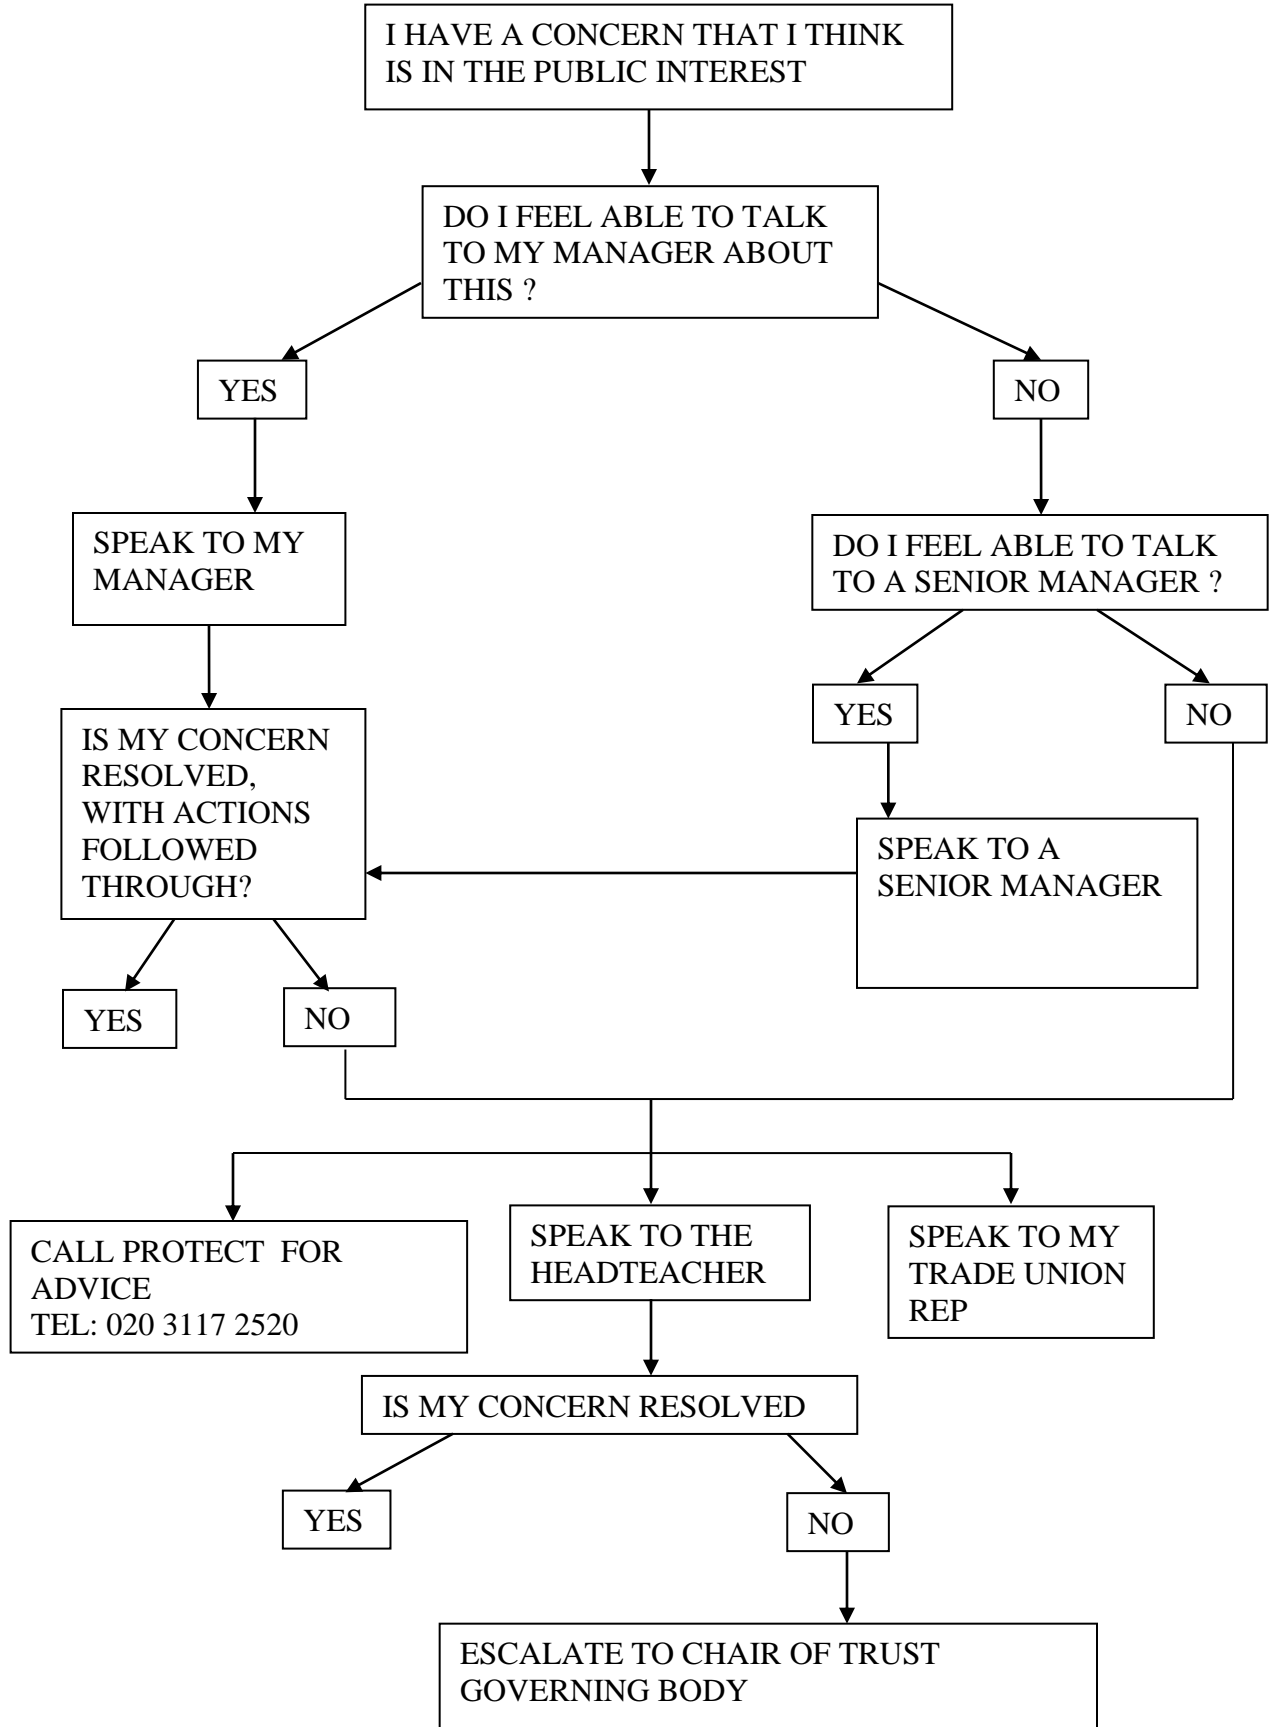 I HAVE A CONCERN THAT I THINK
IS IN THE PUBLIC INTEREST
DO I FEEL ABLE TO TALK
TO MY MANAGER ABOUT
THIS ?
YES
NO
SPEAK TO MY
MANAGER
DO I FEEL ABLE TO TALK
TO A SENIOR MANAGER ?
YES
NO
IS MY CONCERN
RESOLVED,
WITH ACTIONS
FOLLOWED
THROUGH?
SPEAK TO A
SENIOR MANAGER
YES
NO
CALL PROTECT  FOR
ADVICE
TEL: 020 3117 2520
SPEAK TO THE
HEADTEACHER
SPEAK TO MY
TRADE UNION
REP
IS MY CONCERN RESOLVED
YES
NO
ESCALATE TO CHAIR OF TRUST
GOVERNING BODY